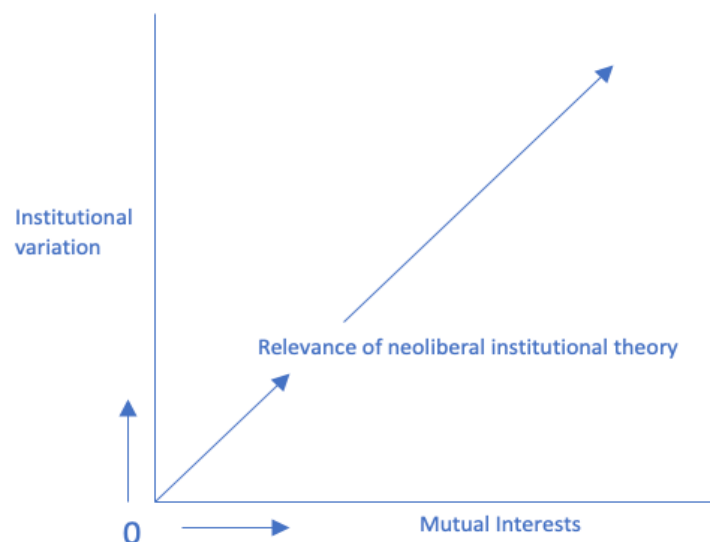 Institutional
variation
Relevance of neoliberal institutional theory
0
Mutual Interests